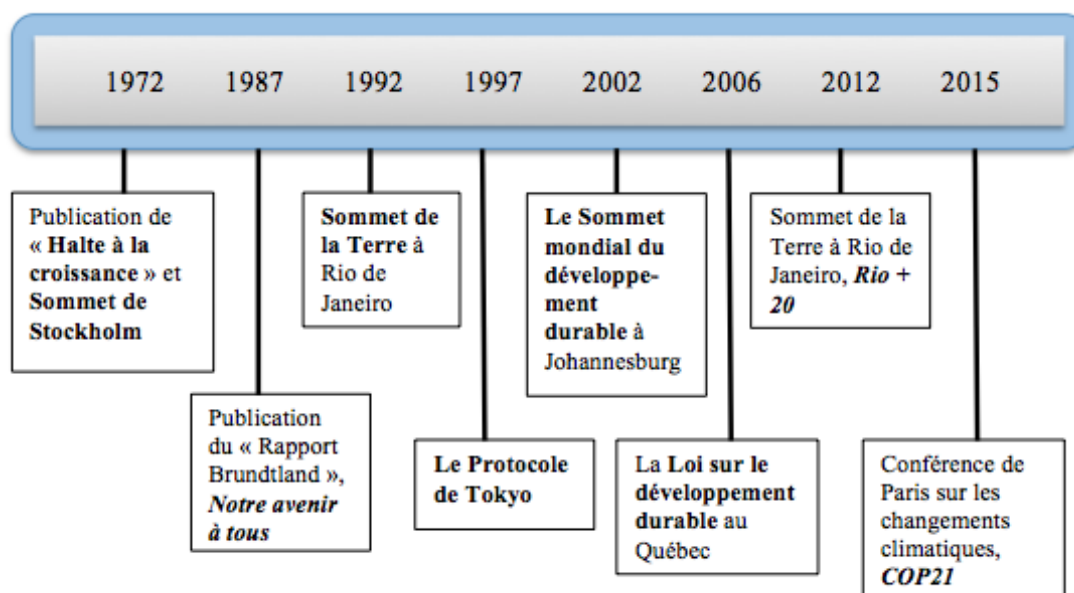 1972 1987 1992 1997 2002 2006 2012 2015
Publication de
« Halte à la
croissance » et
Sommet de
Stockholm
Publication
du « Rapport
Brundtland »,
Notre avenir
à tous
Sommet de
la Terre à
Rio de
Janeiro
Le Protocole
de Tokyo
Le Sommet
mondial du
développe-
ment
durable à
Johannesburg
La Loi sur le
développement
durable au
Québec
Sommet de la
Terre à Rio de
Janeiro, Rio +
20
Conférence de
Paris sur les
changements
climatiques,
COP21